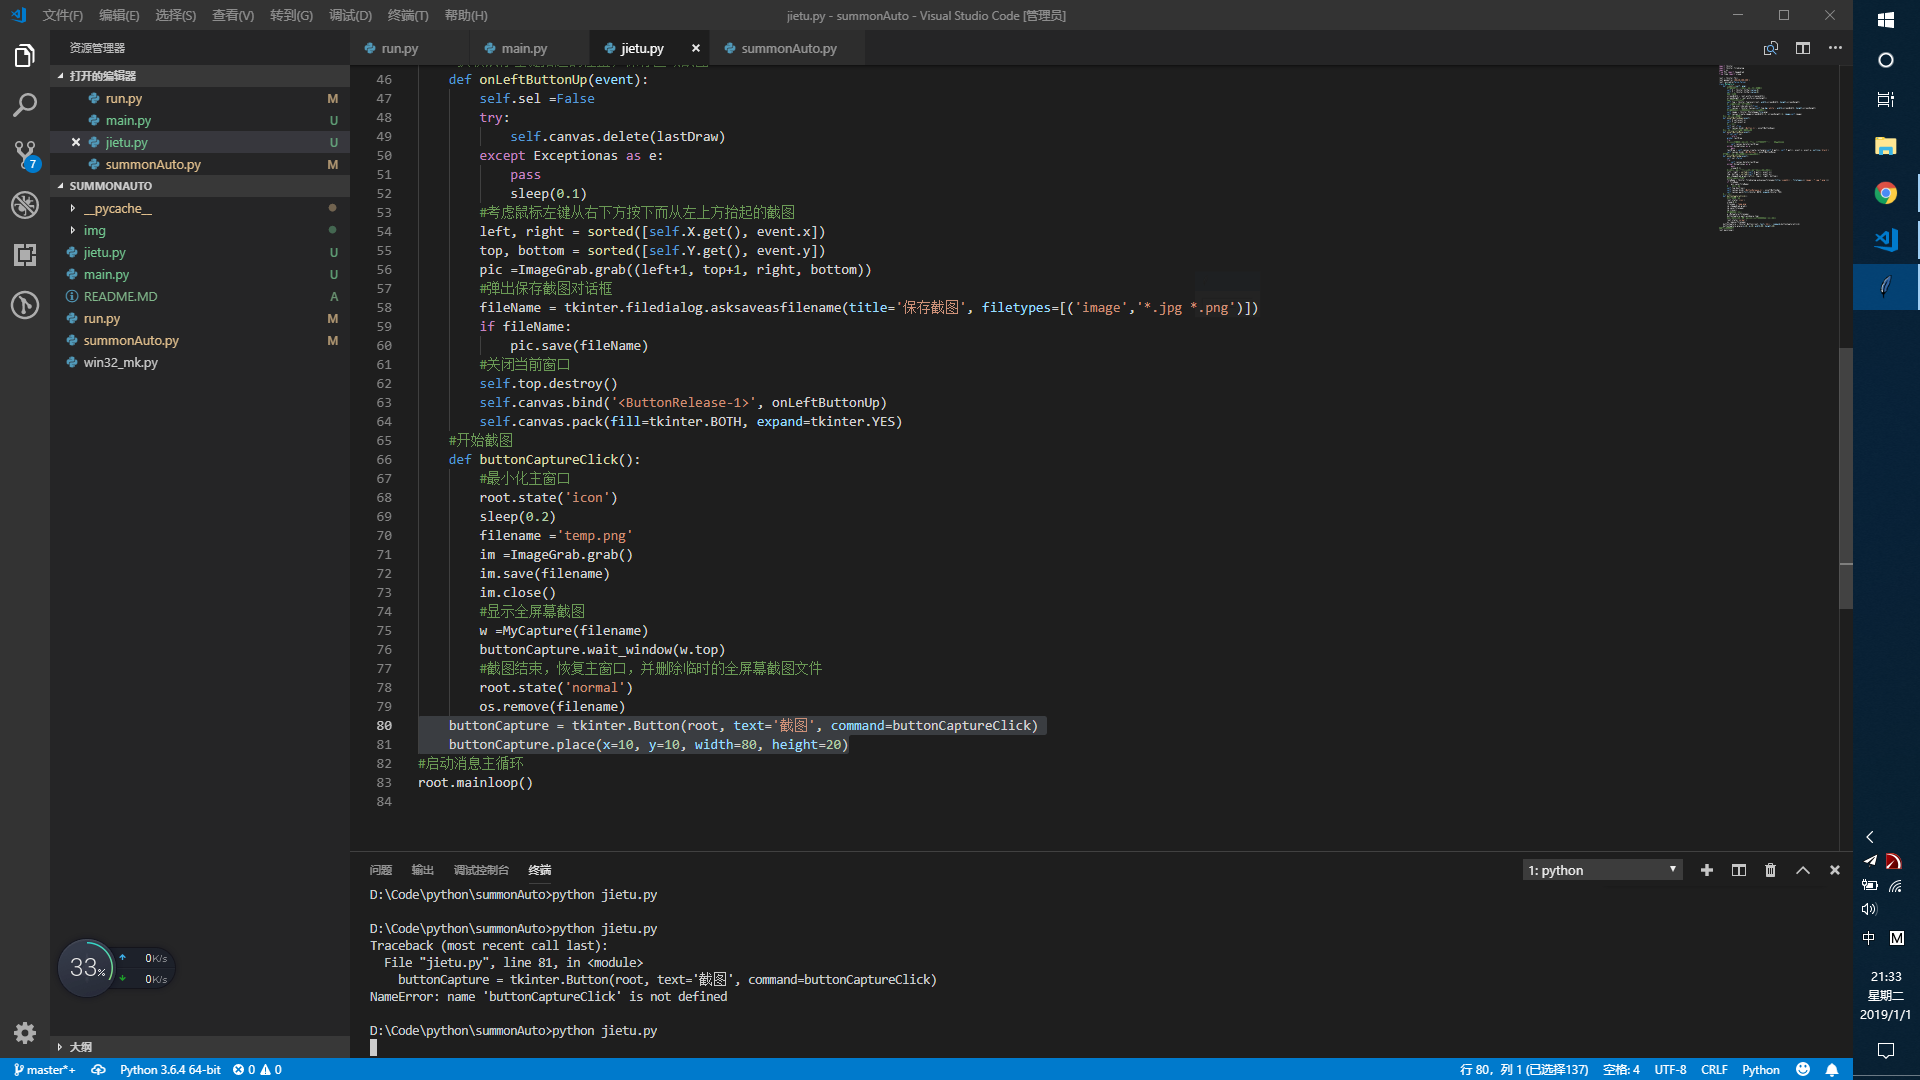 文件(F) 编辑(E) 选择(S) 查看(V) 转到(G) 调试(D) 终端(T) 帮助(H)
jietu.py - summonAuto - Visual Studio Code [管理员]
资源管理器
打开的编辑器
run.py M
main.py U
jietu.py U
summonAuto.py M
SUMMONAUTO
__pycache__
img
jietu.py U
main.py U
README.MD A
run.py M
summonAuto.py M
win32_mk.py
大纲
7
33%
0K/s
0K/s
run.py main.py jietu.py summonAuto.py
46 def onLeftButtonUp(event):
47 self.sel =False
48 try:
49 self.canvas.delete(lastDraw)
50 except Exceptionas as e:
51 pass
52 sleep(0.1)
53 #考虑鼠标左键从右下方按下而从左上方抬起的截图
54 left, right = sorted([self.X.get(), event.x])
55 top, bottom = sorted([self.Y.get(), event.y])
56 pic =ImageGrab.grab((left+1, top+1, right, bottom))
57 #弹出保存截图对话框
58 fileName = tkinter.filedialog.asksaveasfilename(title='保存截图', filetypes=[('image','*.jpg *.png')])
59 if fileName:
60 pic.save(fileName)
61 #关闭当前窗口
62 self.top.destroy()
63 self.canvas.bind('<ButtonRelease-1>', onLeftButtonUp)
64 self.canvas.pack(fill=tkinter.BOTH, expand=tkinter.YES)
65 #开始截图
66 def buttonCaptureClick():
67 #最小化主窗口
68 root.state('icon')
69 sleep(0.2)
70 filename ='temp.png'
71 im =ImageGrab.grab()
72 im.save(filename)
73 im.close()
74 #显示全屏幕截图
75 w =MyCapture(filename)
76 buttonCapture.wait_window(w.top)
77 #截图结束，恢复主窗口，并删除临时的全屏幕截图文件
78 root.state('normal')
79 os.remove(filename)
80 buttonCapture = tkinter.Button(root, text='截图', command=buttonCaptureClick)
81 buttonCapture.place(x=10, y=10, width=80, height=20)
82 #启动消息主循环
83 root.mainloop()
84
问题 输出 调试控制台 终端
1: python
D:\Code\python\summonAuto>python jietu.py
D:\Code\python\summonAuto>python jietu.py
Traceback (most recent call last):
File "jietu.py", line 81, in <module>
buttonCapture = tkinter.Button(root, text='截图', command=buttonCaptureClick)
NameError: name 'buttonCaptureClick' is not defined
D:\Code\python\summonAuto>python jietu.py
master*+ Python 3.6.4 64-bit 0 0
行 80，列 1 (已选择137) 空格: 4 UTF-8 CRLF Python
中 M
21:33
星期二
2019/1/1